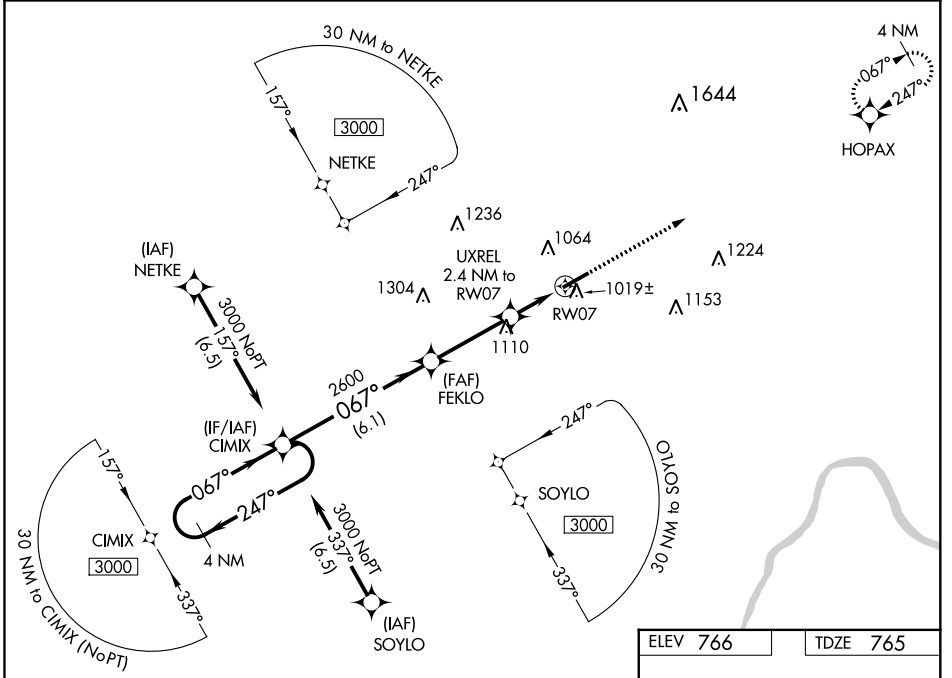 30 NM to NETKE
157°
3000
NETKE
247°
4 NM
067°
247°
HOPAX
1644
1236
1064
1224
UXREL
2.4 NM to
RW07
1304
1019±
RW07
1153
1110
(IAF)
NETKE
3000 NoPT
157°
(6.5)
2600
067°
(6.1)
(FAF)
FEKLO
(IF/IAF)
CIMIX
067°
247°
4 NM
157°
CIMIX
3000
337°
30 NM to CIMIX (NoPT)
3000 NoPT
337°
(6.5)
(IAF)
SOYLO
247°
SOYLO
3000
337°
30 NM to SOYLO
ELEV 766
TDZE 765